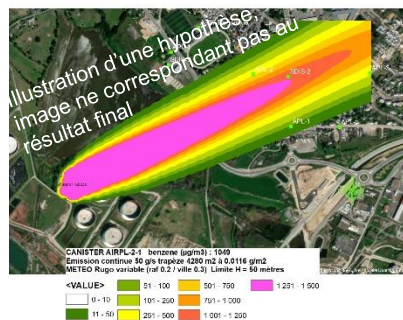 Illustration d'une hypothèse,
image ne correspondant pas au
résultat final
SDIS-2
APL-1
CANISTER AIRPL-2-1 benzene (µg/m3) : 1049
Emission continue 50 g/s trapèze 4280 m2 à 0.0116 g/m2
METEO Rugo variable (raf 0.2 / ville 0.3) Limite H = 50 mètres
<VALUE>
0 - 10
11 - 50
51 - 100
101 - 250
251 - 500
501 - 750
751 - 1 000
1 001 - 1 250
1 251 - 1 500